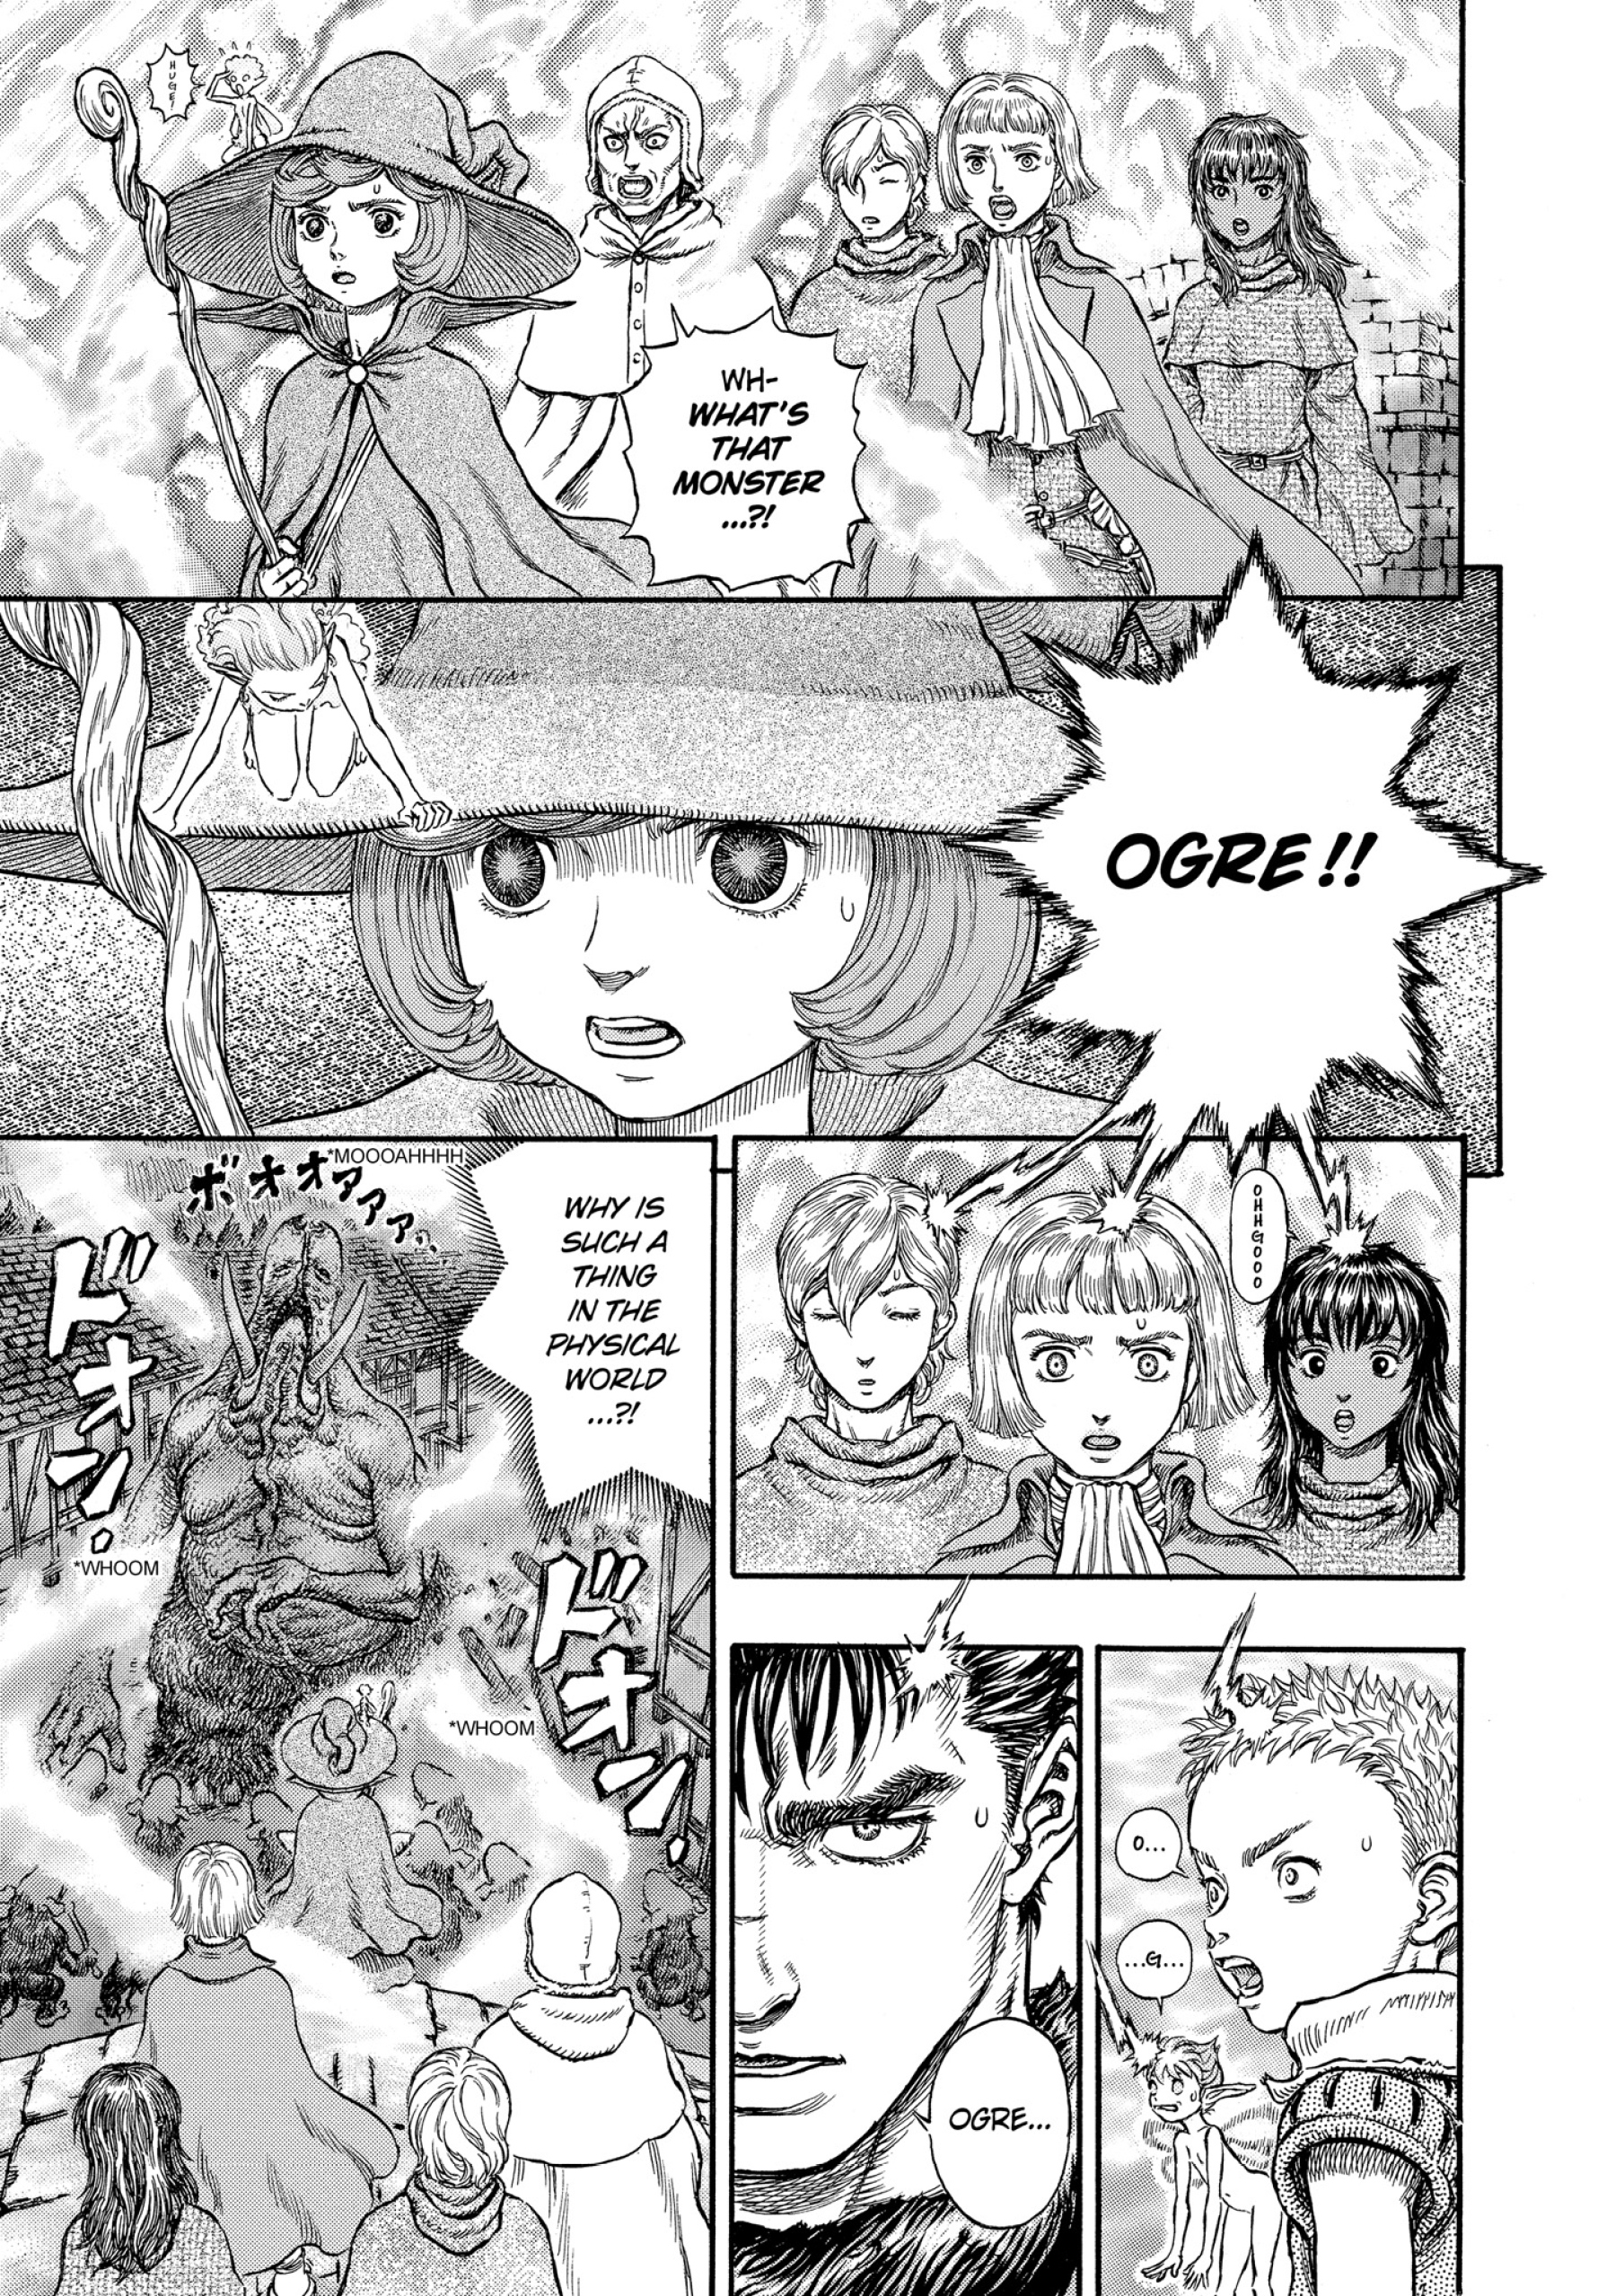 WH-
WHAT'S
THAT
MONSTER
...?!
HUGE!
OGRE!!
OHHGOOO
O...
...G...
OGRE...
WHY IS
SUCH A
THING
IN THE
PHYSICAL
WORLD
...?!
ボオオアアア...
*MOOOAHHHH
ドオン。
*WHOOM
ドオン。
*WHOOM